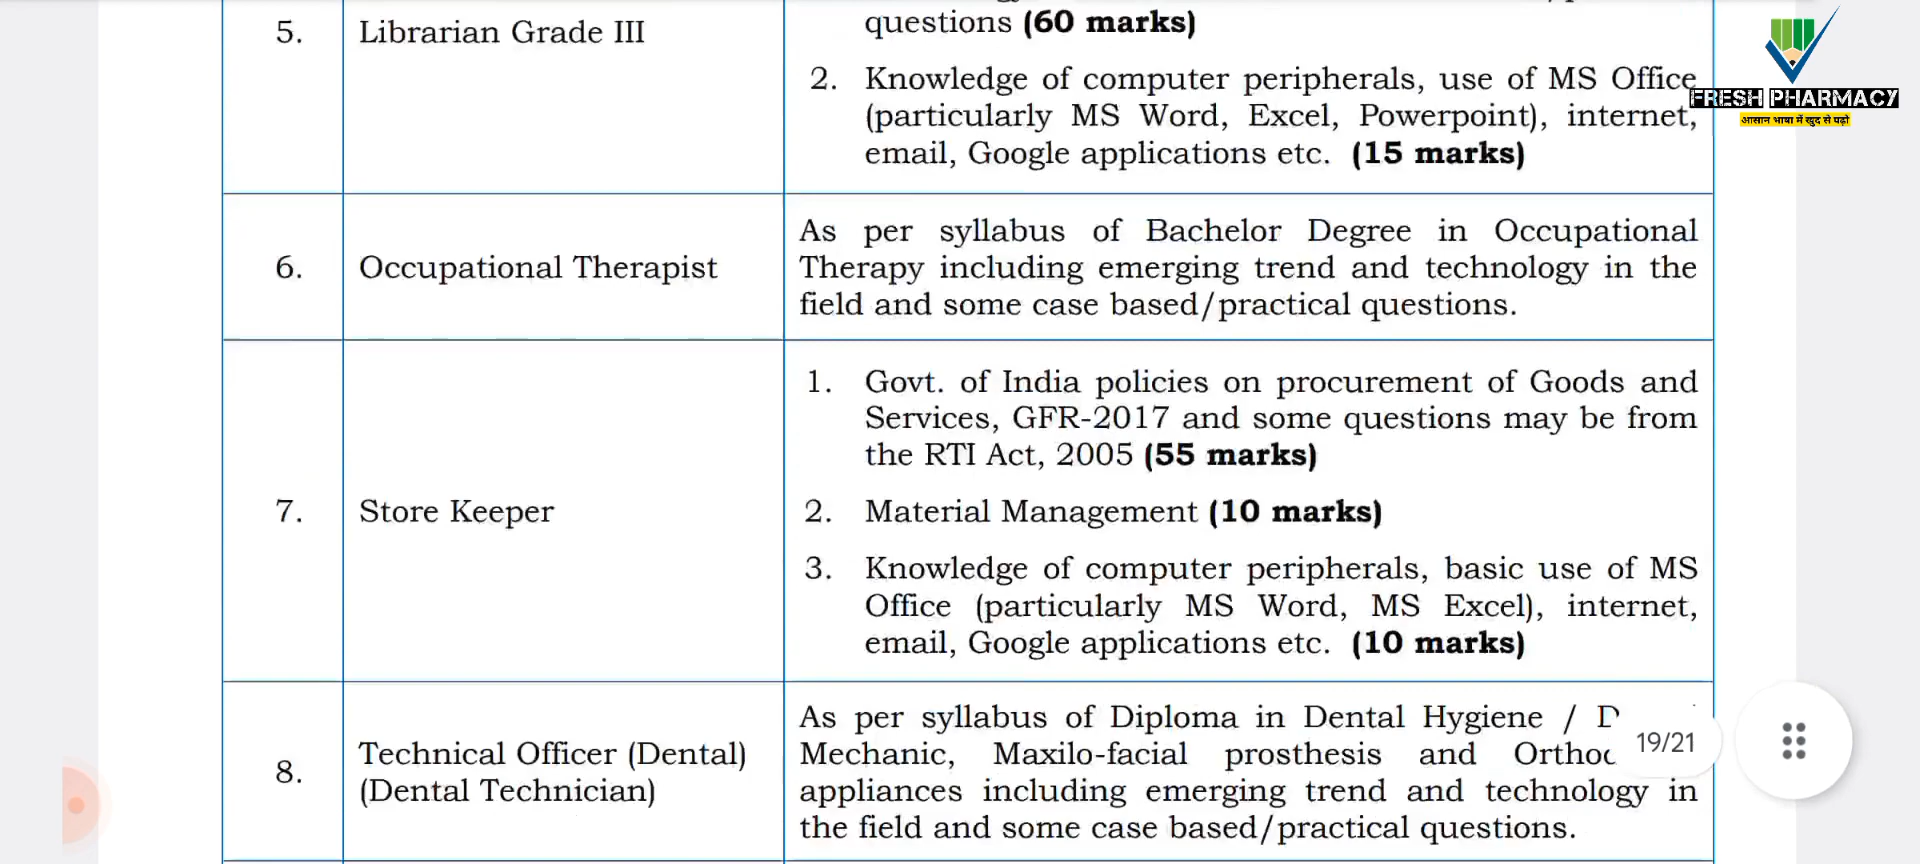 questions (60 marks)
5. Librarian Grade III
2. Knowledge of computer peripherals, use of MS Office
(particularly MS Word, Excel, Powerpoint), internet,
email, Google applications etc. (15 marks)
FRESH PHARMACY
आसान भाषा में खुद से पढ़ो
6. Occupational Therapist
As per syllabus of Bachelor Degree in Occupational
Therapy including emerging trend and technology in the
field and some case based/practical questions.
7. Store Keeper
1. Govt. of India policies on procurement of Goods and
Services, GFR-2017 and some questions may be from
the RTI Act, 2005 (55 marks)
2. Material Management (10 marks)
3. Knowledge of computer peripherals, basic use of MS
Office (particularly MS Word, MS Excel), internet,
email, Google applications etc. (10 marks)
8. Technical Officer (Dental)
(Dental Technician)
As per syllabus of Diploma in Dental Hygiene /
Mechanic, Maxilo-facial prosthesis and
appliances including emerging trend and technology in
the field and some case based/practical questions.
19/21